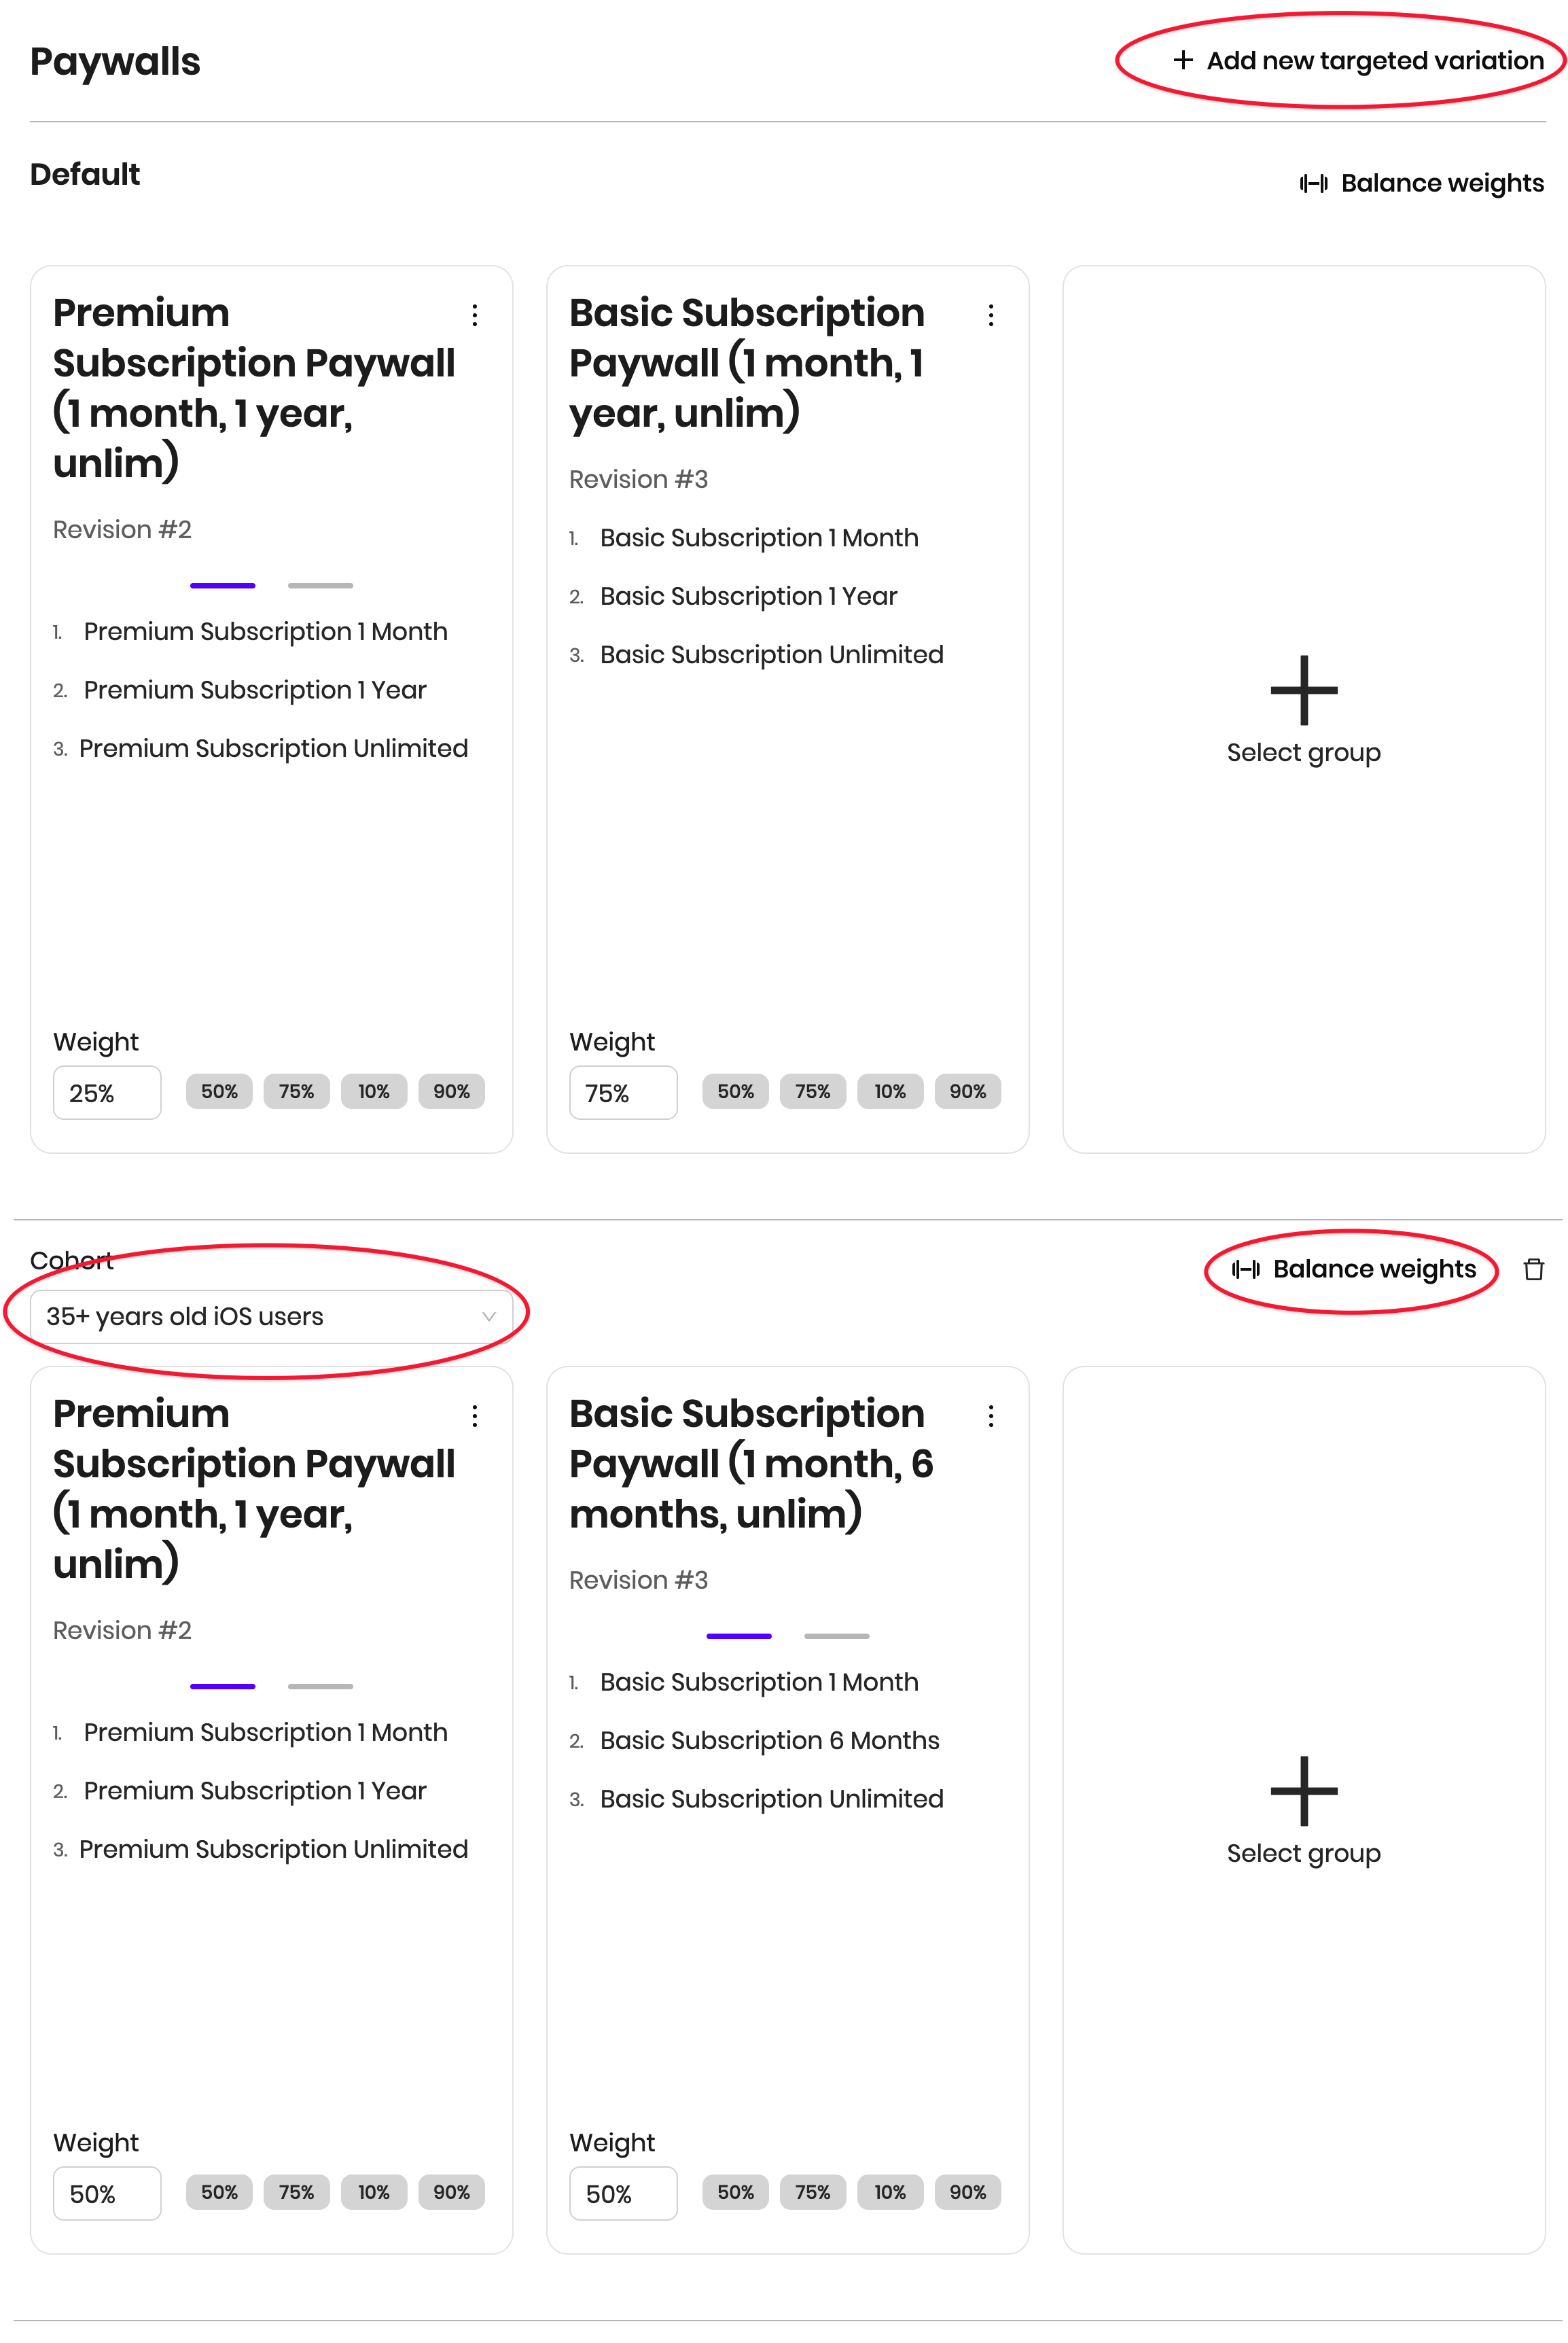 Paywalls
+ Add new targeted variation
Default
Balance weights
Premium
Subscription Paywall
(1 month, 1 year,
unlim)
Revision #2
1. Premium Subscription 1 Month
2. Premium Subscription 1 Year
3. Premium Subscription Unlimited
Weight
25% 50% 75% 10% 90%
Basic Subscription
Paywall (1 month, 1
year, unlim)
Revision #3
1. Basic Subscription 1 Month
2. Basic Subscription 1 Year
3. Basic Subscription Unlimited
Weight
75% 50% 75% 10% 90%
Select group
Cohort
35+ years old iOS users
Balance weights
Premium
Subscription Paywall
(1 month, 1 year,
unlim)
Revision #2
1. Premium Subscription 1 Month
2. Premium Subscription 1 Year
3. Premium Subscription Unlimited
Weight
50% 50% 75% 10% 90%
Basic Subscription
Paywall (1 month, 6
months, unlim)
Revision #3
1. Basic Subscription 1 Month
2. Basic Subscription 6 Months
3. Basic Subscription Unlimited
Weight
50% 50% 75% 10% 90%
Select group